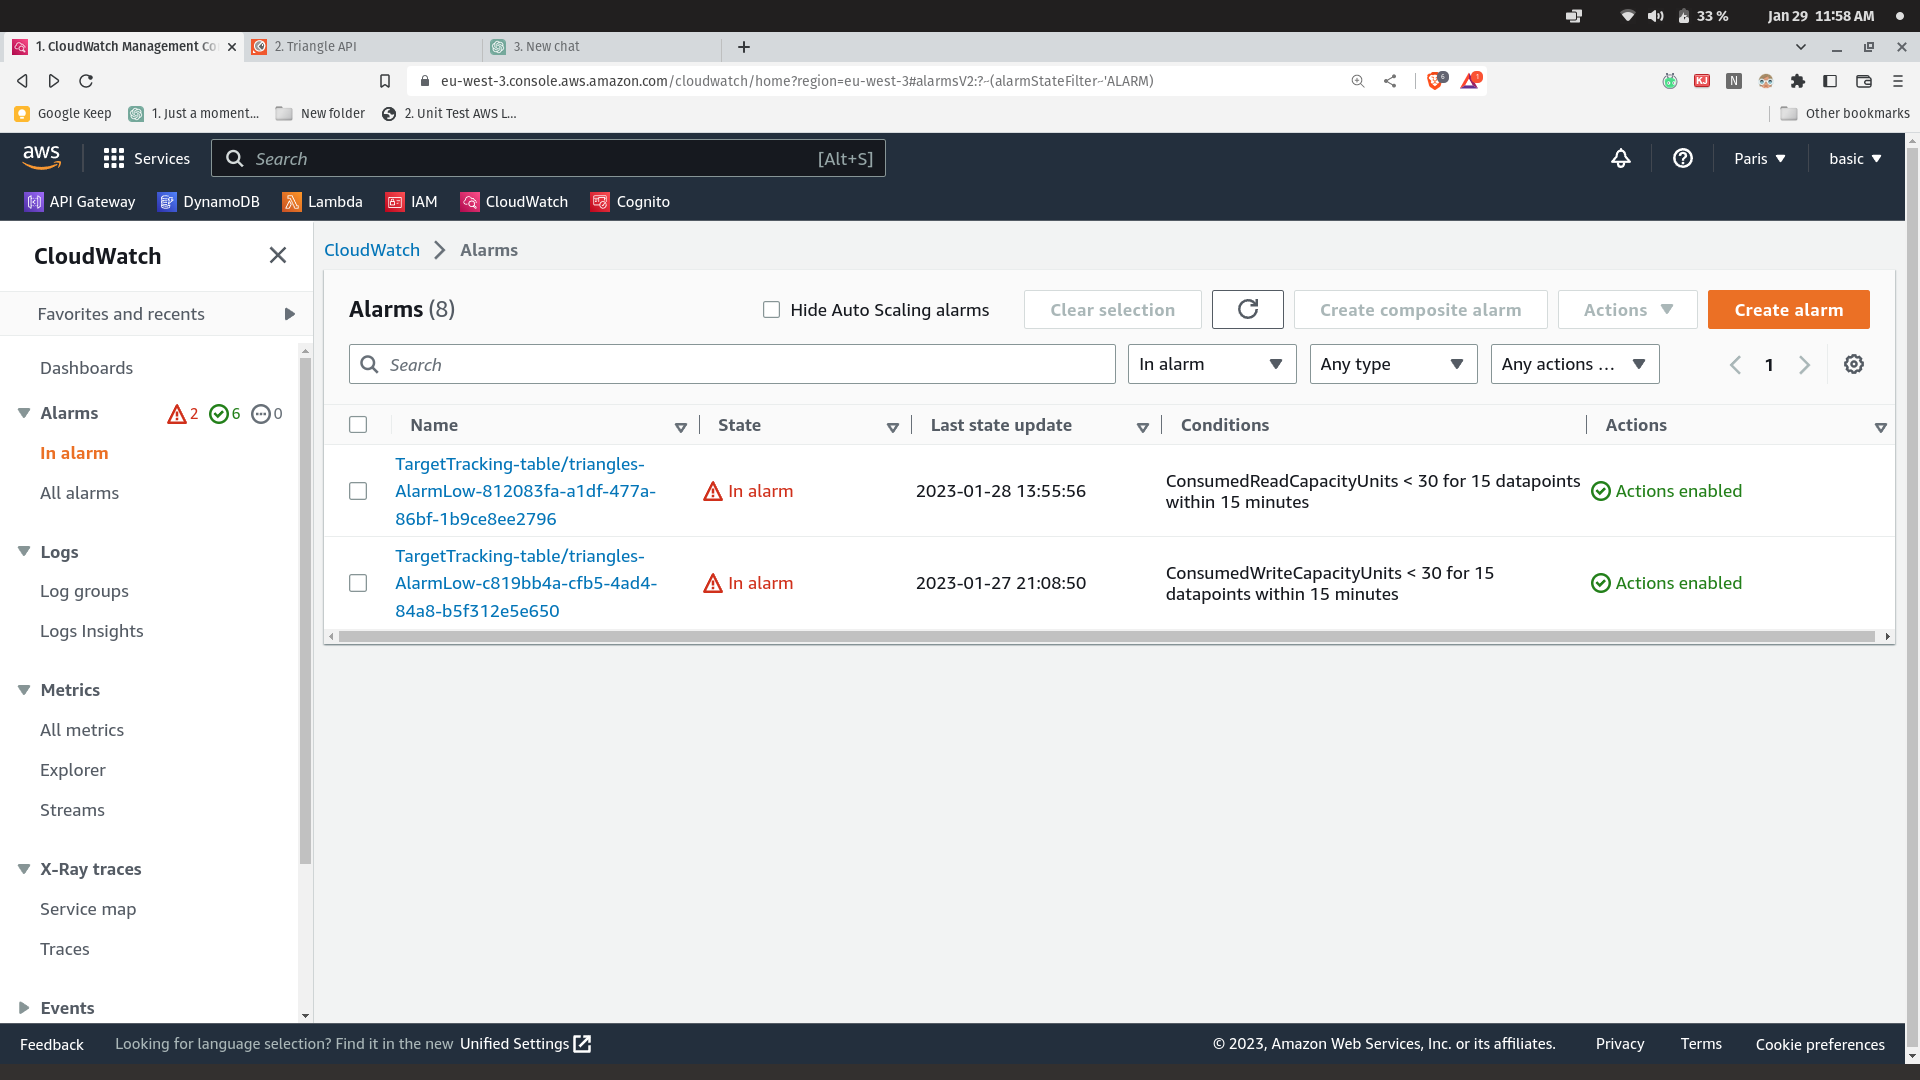 33 %
Jan 29 11:58 AM
1. CloudWatch Management Co
2. Triangle API
3. New chat
eu-west-3.console.aws.amazon.com/cloudwatch/home?region=eu-west-3#alarmsV2:?~(alarmStateFilter~'ALARM)
6
1
KJ
N
Google Keep
1. Just a moment...
New folder
2. Unit Test AWS L...
Other bookmarks
aws
Services
Search
[Alt+S]
Paris
basic
API Gateway
DynamoDB
Lambda
IAM
CloudWatch
Cognito
CloudWatch
Favorites and recents
Dashboards
Alarms
2
6
0
In alarm
All alarms
Logs
Log groups
Logs Insights
Metrics
All metrics
Explorer
Streams
X-Ray traces
Service map
Traces
Events
CloudWatch
Alarms
Alarms (8)
Hide Auto Scaling alarms
Clear selection
Create composite alarm
Actions
Create alarm
Search
In alarm
Any type
Any actions ...
1
Name
State
Last state update
Conditions
Actions
TargetTracking-table/triangles-
AlarmLow-812083fa-a1df-477a-
86bf-1b9ce8ee2796
In alarm
2023-01-28 13:55:56
ConsumedReadCapacityUnits < 30 for 15 datapoints
within 15 minutes
Actions enabled
TargetTracking-table/triangles-
AlarmLow-c819bb4a-cfb5-4ad4-
84a8-b5f312e5e650
In alarm
2023-01-27 21:08:50
ConsumedWriteCapacityUnits < 30 for 15
datapoints within 15 minutes
Actions enabled
Feedback
Looking for language selection? Find it in the new Unified Settings
© 2023, Amazon Web Services, Inc. or its affiliates.
Privacy
Terms
Cookie preferences